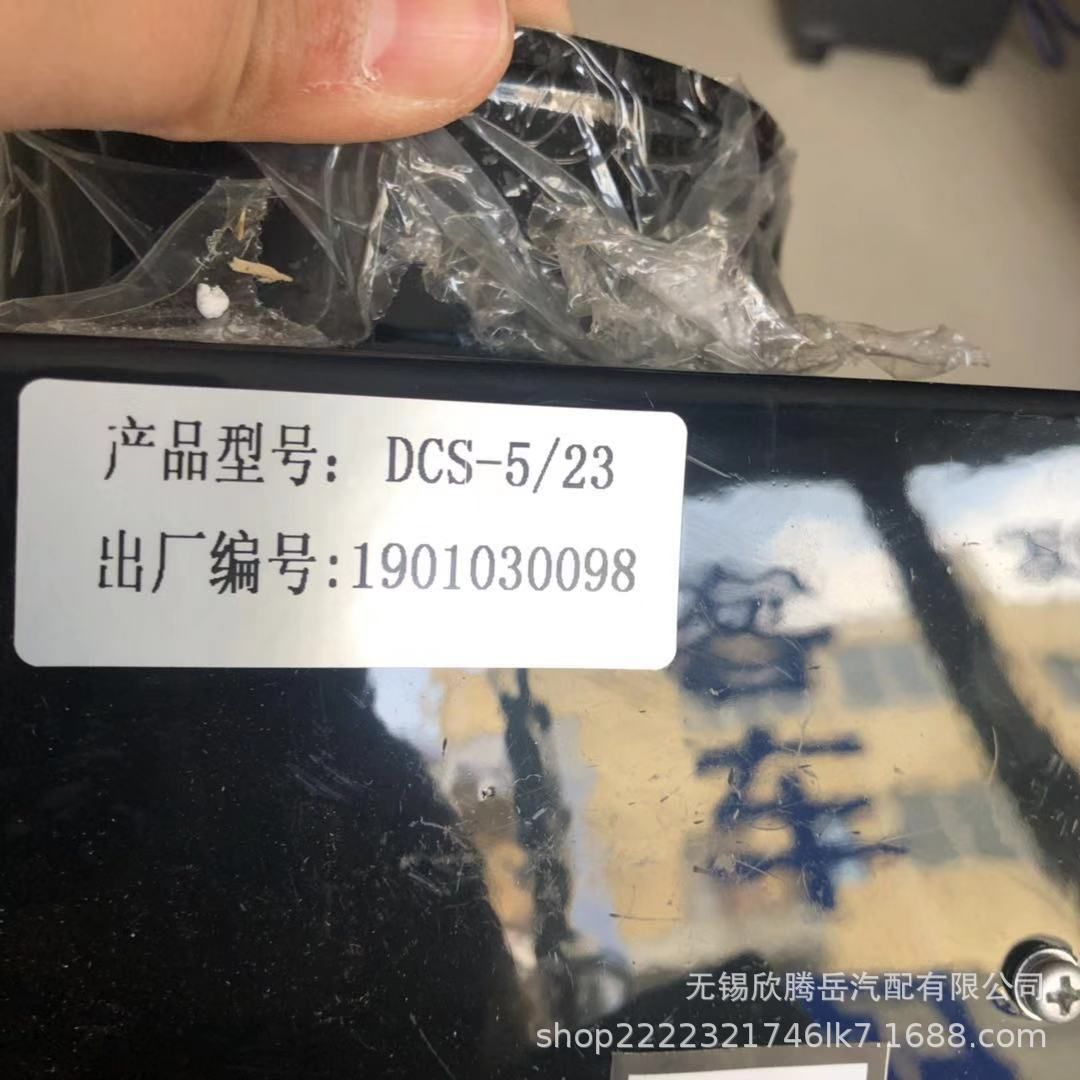 产品型号: DCS-5/23
出厂编号:1901030098
无锡欣腾岳汽配有限公司
shop2222321746lk7.1688.com